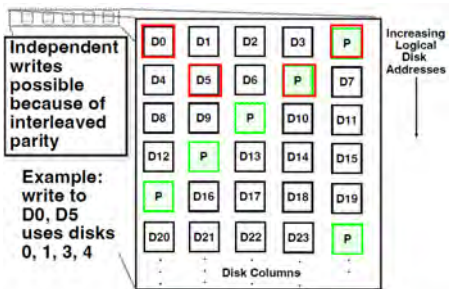 Independent
writes
possible
because of
interleaved
parity
Example:
write to
D0, D5
uses disks
0, 1, 3, 4
D0 D1 D2 D3 P
D4 D5 D6 P D7
D8 D9 P D10 D11
D12 P D13 D14 D15
P D16 D17 D18 D19
D20 D21 D22 D23 P
Disk Columns
Increasing
Logical
Disk
Addresses